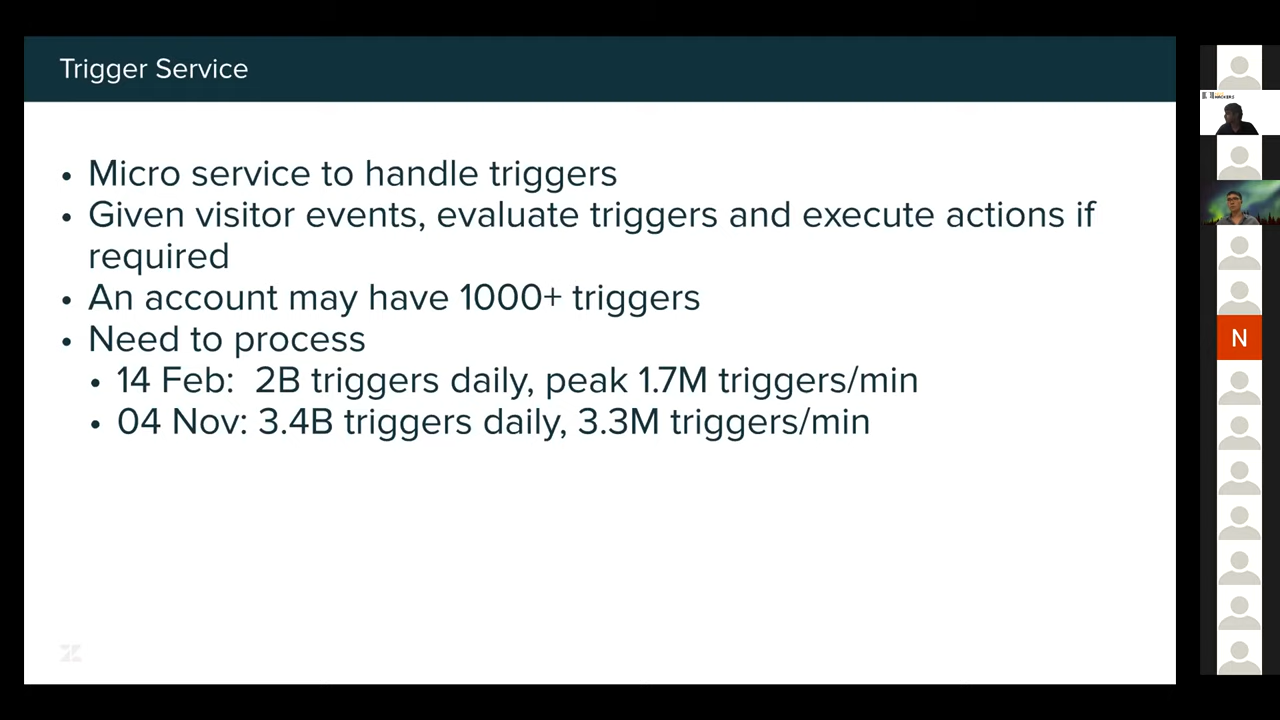 Trigger Service
• Micro service to handle triggers
• Given visitor events, evaluate triggers and execute actions if
required
• An account may have 1000+ triggers
• Need to process
• 14 Feb:  2B triggers daily, peak 1.7M triggers/min
• 04 Nov: 3.4B triggers daily, 3.3M triggers/min
N